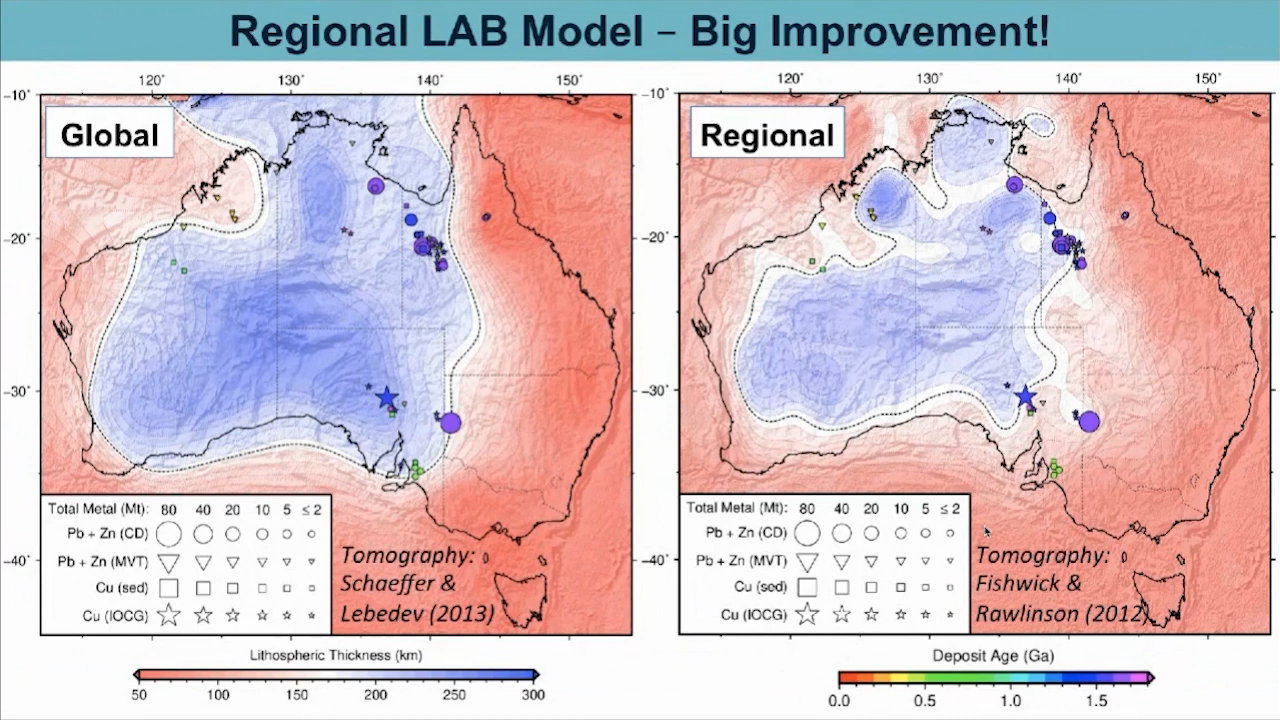 Regional LAB Model – Big Improvement!
120˚ 130˚ 140˚ 150˚
120˚ 130˚ 140˚ 150˚
−10˚
−10˚
Global
Regional
−20˚
−20˚
−30˚
−30˚
−40˚
−40˚
Total Metal (Mt): 80 40 20 10 5 ≤ 2
Pb + Zn (CD)
Pb + Zn (MVT)
Cu (sed)
Cu (IOCG)
Tomography:
Schaeffer &
Lebedev (2013)
Total Metal (Mt): 80 40 20 10 5 ≤ 2
Pb + Zn (CD)
Pb + Zn (MVT)
Cu (sed)
Cu (IOCG)
Tomography:
Fishwick &
Rawlinson (2012)
Lithospheric Thickness (km)
50 100 150 200 250 300
Deposit Age (Ga)
0.0 0.5 1.0 1.5